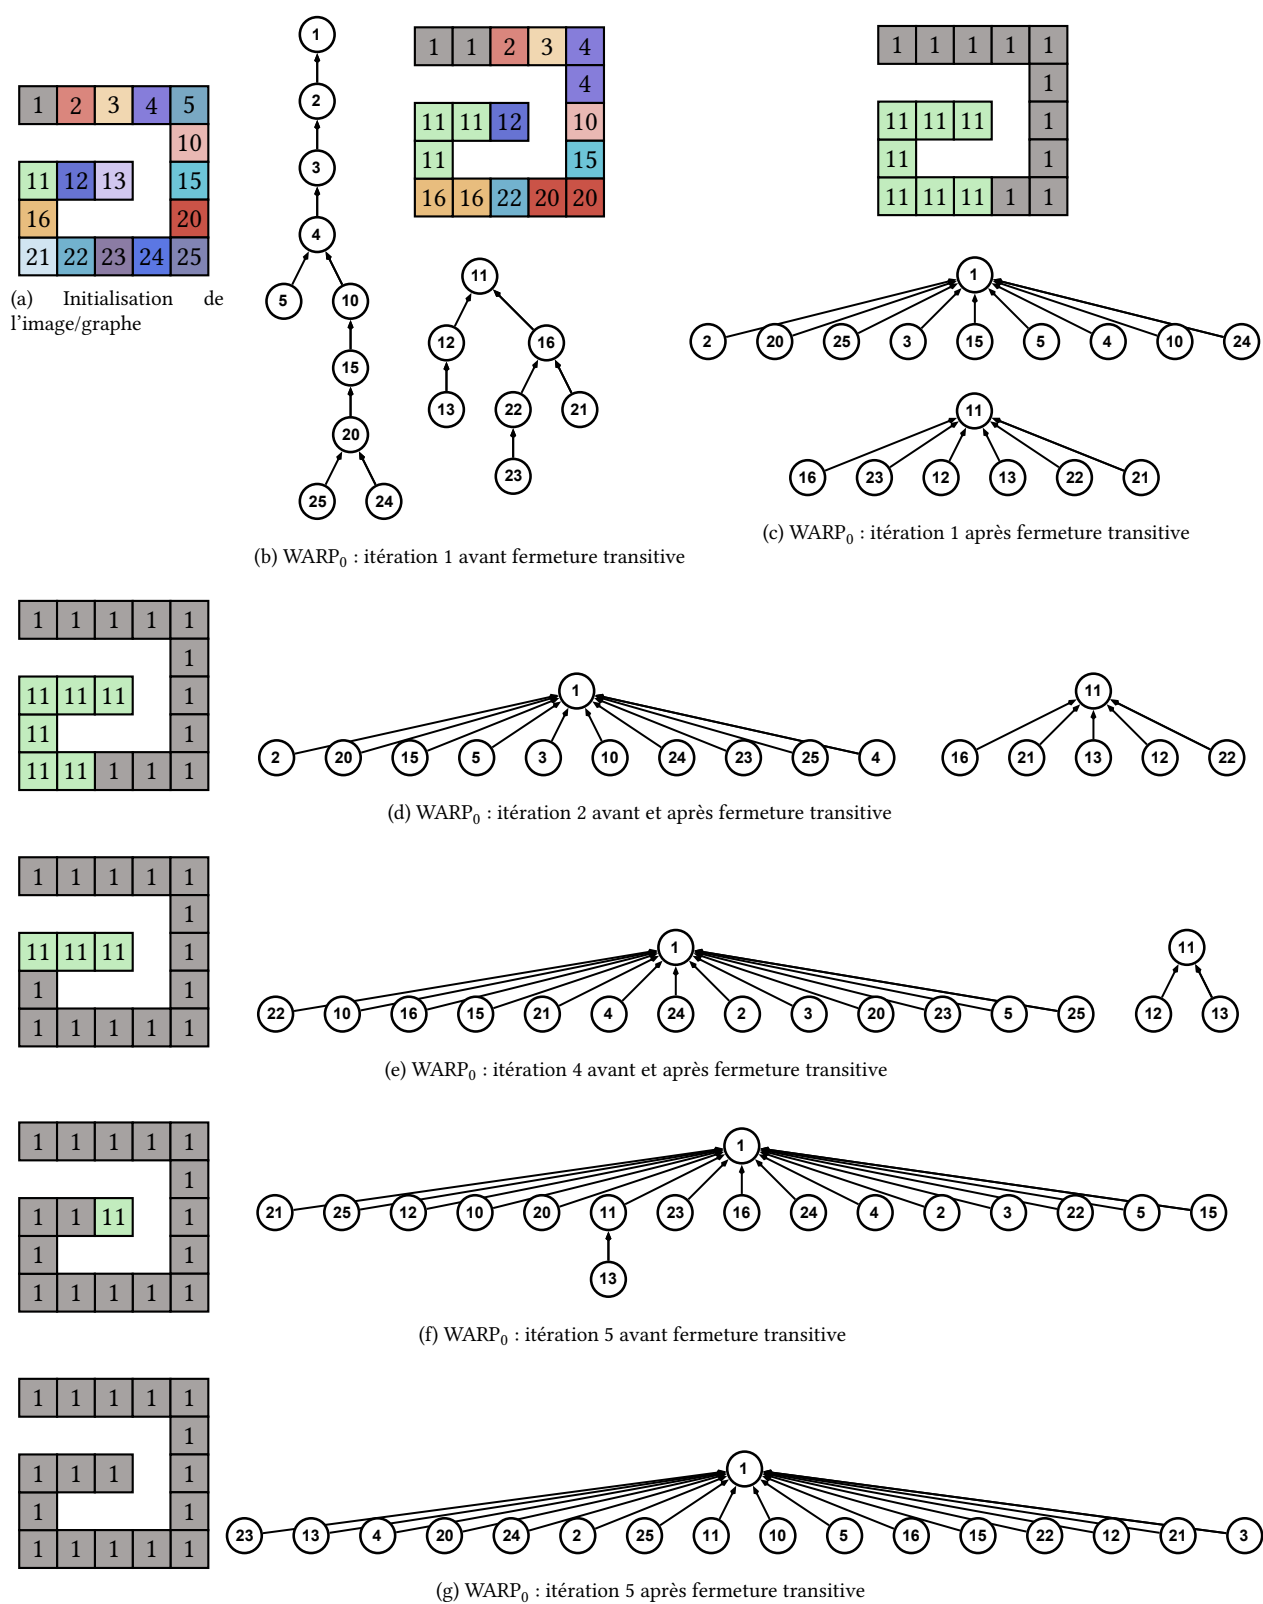 1 2 3 4 5
10
11 12 13 15
16 20
21 22 23 24 25
(a) Initialisation de
l'image/graphe
1
2
3
4
5 10
15
20
25 24
1 1 2 3 4
4
11 11 12 10
11 15
16 16 22 20 20
11
12 16
13 22 21
23
(b) WARP₀ : itération 1 avant fermeture transitive
1 1 1 1 1
1
11 11 11 1
11 1
11 11 11 1 1
1
2 20 25 3 15 5 4 10 24
11
16 23 12 13 22 21
(c) WARP₀ : itération 1 après fermeture transitive
1 1 1 1 1
1
11 11 11 1
11 1
11 11 1 1 1
1
2 20 15 5 3 10 24 23 25 4
11
16 21 13 12 22
(d) WARP₀ : itération 2 avant et après fermeture transitive
1 1 1 1 1
1
11 11 11 1
1 1
1 1 1 1 1
1
22 10 16 15 21 4 24 2 3 20 23 5 25
11
12 13
(e) WARP₀ : itération 4 avant et après fermeture transitive
1 1 1 1 1
1
1 1 11 1
1 1
1 1 1 1 1
1
21 25 12 10 20 11 23 16 24 4 2 3 22 5 15
13
(f) WARP₀ : itération 5 avant fermeture transitive
1 1 1 1 1
1
1 1 1 1
1 1
1 1 1 1 1
1
23 13 4 20 24 2 25 11 10 5 16 15 22 12 21 3
(g) WARP₀ : itération 5 après fermeture transitive